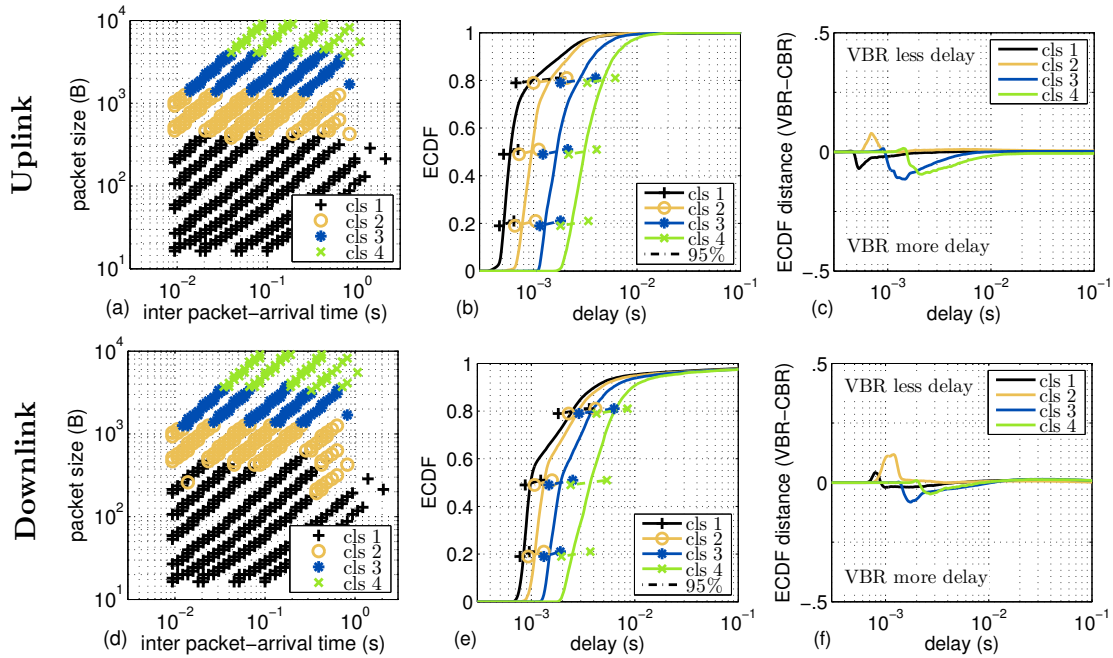 Uplink
packet size (B)
10^4
10^3
10^2
10^1
cls 1
cls 2
cls 3
cls 4
10^−2 10^−1 10^0
(a) inter packet−arrival time (s)
ECDF
1
0.8
0.6
0.4
0.2
0
cls 1
cls 2
cls 3
cls 4
95%
10^−3 10^−2 10^−1
(b) delay (s)
ECDF distance (VBR−CBR)
.5
0
−.5
VBR less delay
cls 1
cls 2
cls 3
cls 4
VBR more delay
10^−3 10^−2 10^−1
(c) delay (s)
Downlink
packet size (B)
10^4
10^3
10^2
10^1
cls 1
cls 2
cls 3
cls 4
10^−2 10^−1 10^0
(d) inter packet−arrival time (s)
ECDF
1
0.8
0.6
0.4
0.2
0
cls 1
cls 2
cls 3
cls 4
95%
10^−3 10^−2 10^−1
(e) delay (s)
ECDF distance (VBR−CBR)
.5
0
−.5
VBR less delay
cls 1
cls 2
cls 3
cls 4
VBR more delay
10^−3 10^−2 10^−1
(f) delay (s)